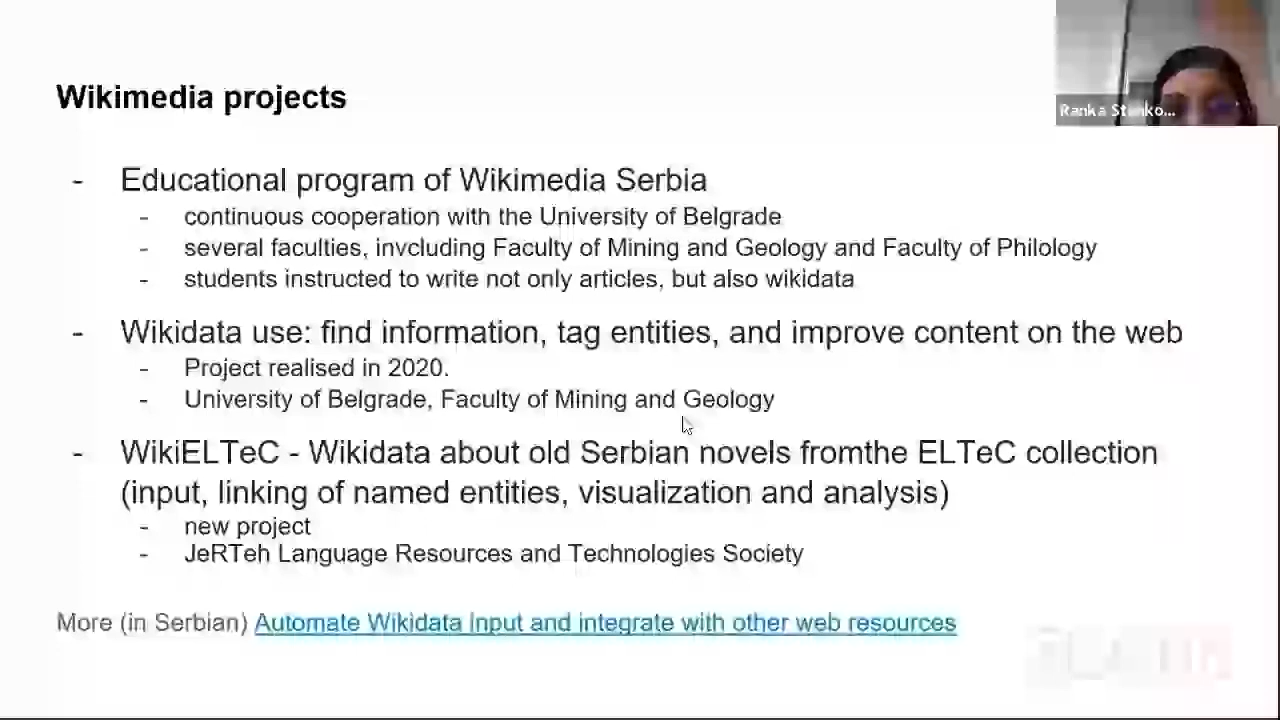 Wikimedia projects
Ranka Stanko...
- Educational program of Wikimedia Serbia
- continuous cooperation with the University of Belgrade
- several faculties, invcluding Faculty of Mining and Geology and Faculty of Philology
- students instructed to write not only articles, but also wikidata
- Wikidata use: find information, tag entities, and improve content on the web
- Project realised in 2020.
- University of Belgrade, Faculty of Mining and Geology
- WikiELTeC - Wikidata about old Serbian novels fromthe ELTeC collection
(input, linking of named entities, visualization and analysis)
- new project
- JeRTeh Language Resources and Technologies Society
More (in Serbian) Automate Wikidata input and integrate with other web resources